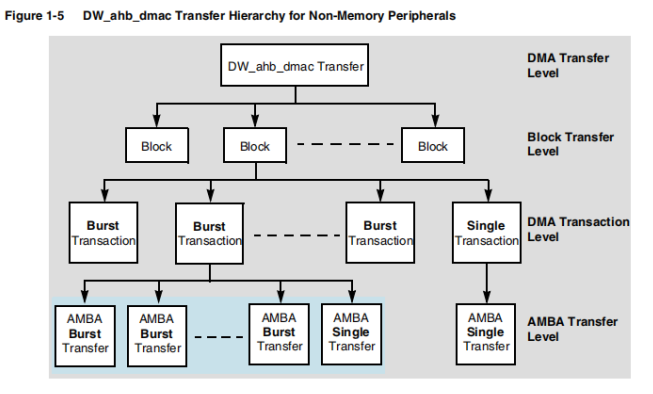 Figure 1-5 DW_ahb_dmac Transfer Hierarchy for Non-Memory Peripherals
DW_ahb_dmac Transfer
DMA Transfer
Level
Block
Block
Block
Block Transfer
Level
Burst
Transaction
Burst
Transaction
Burst
Transaction
Single
Transaction
DMA Transaction
Level
AMBA
Burst
Transfer
AMBA
Burst
Transfer
AMBA
Burst
Transfer
AMBA
Single
Transfer
AMBA
Single
Transfer
AMBA Transfer
Level